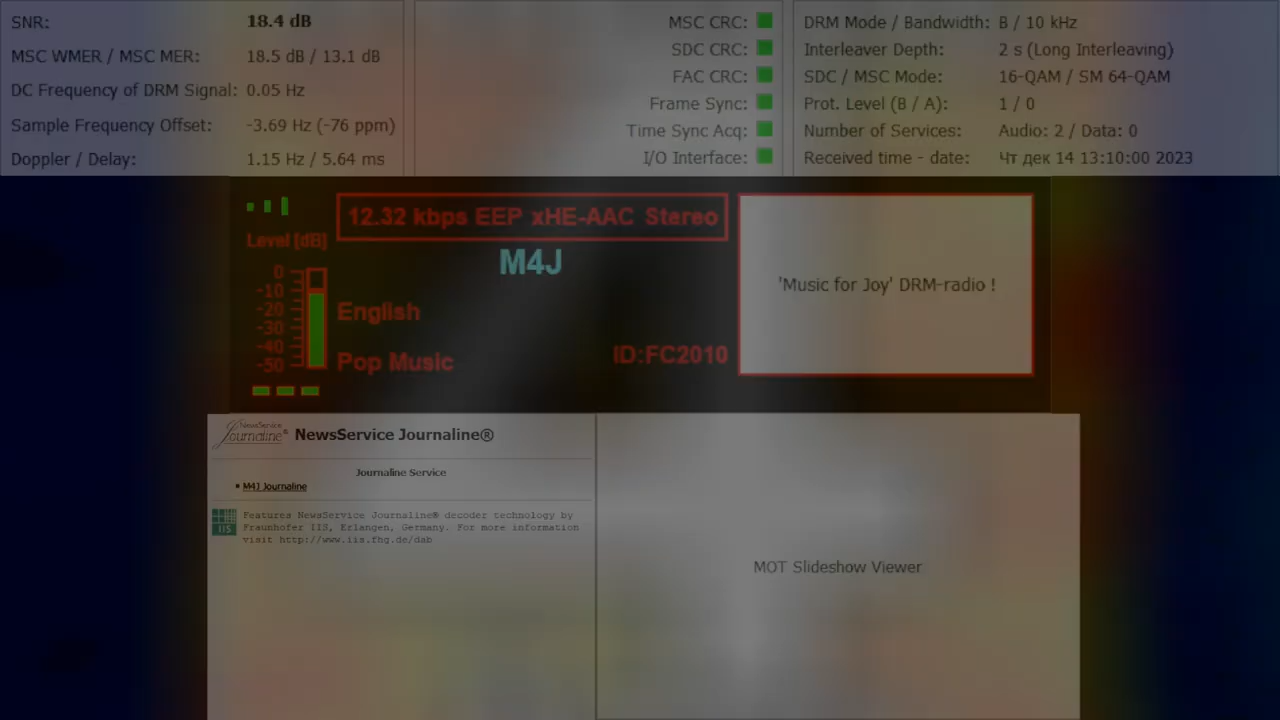 SNR: 18.4 dB
MSC WMER / MSC MER: 18.5 dB / 13.1 dB
DC Frequency of DRM Signal: 0.05 Hz
Sample Frequency Offset: -3.69 Hz (-76 ppm)
Doppler / Delay: 1.15 Hz / 5.64 ms
MSC CRC:
SDC CRC:
FAC CRC:
Frame Sync:
Time Sync Acq:
I/O Interface:
DRM Mode / Bandwidth: B / 10 kHz
Interleaver Depth: 2 s (Long Interleaving)
SDC / MSC Mode: 16-QAM / SM 64-QAM
Prot. Level (B / A): 1 / 0
Number of Services: Audio: 2 / Data: 0
Received time - date: Чт дек 14 13:10:00 2023
Level [dB]
0
-10
-20
-30
-40
-50
12.32 kbps EEP xHE-AAC Stereo
M4J
English
Pop Music
ID:FC2010
'Music for Joy' DRM-radio !
NewsService
Journaline® NewsService Journaline®
Journaline Service
M4J Journaline
IIS
Features NewsService Journaline® decoder technology by
Fraunhofer IIS, Erlangen, Germany. For more information
visit http://www.iis.fhg.de/dab
MOT Slideshow Viewer